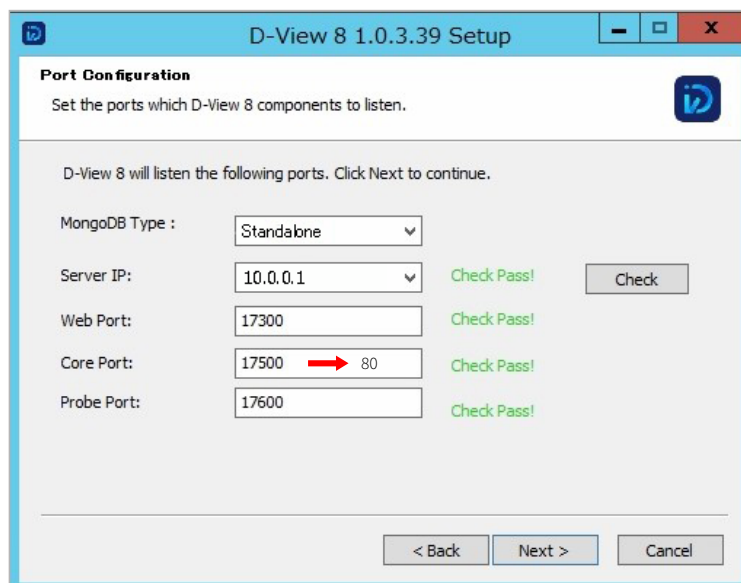 D-View 8 1.0.3.39 Setup
Port Configuration
Set the ports which D-View 8 components to listen.
D-View 8 will listen the following ports. Click Next to continue.
MongoDB Type : Standalone
Server IP: 10.0.0.1 Check Pass! Check
Web Port: 17300 Check Pass!
Core Port: 17500 80 Check Pass!
Probe Port: 17600 Check Pass!
< Back Next > Cancel